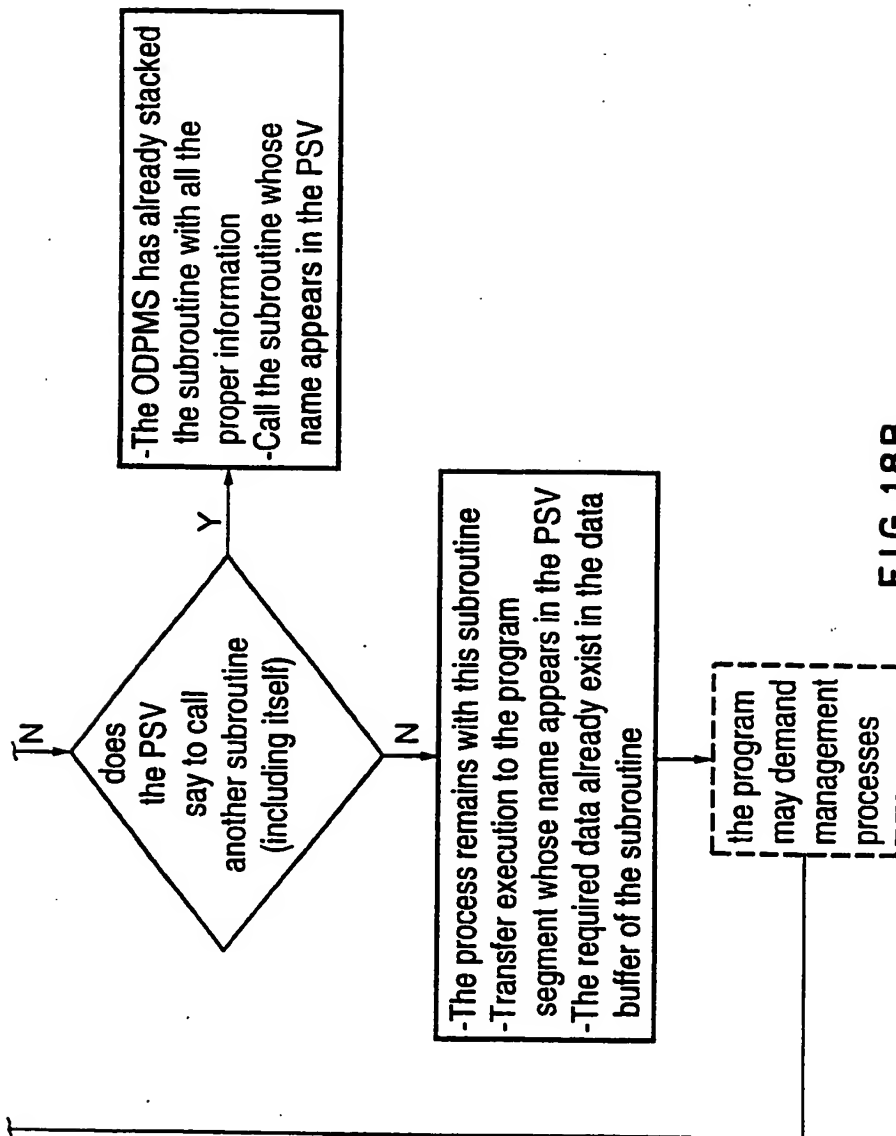 N
does
the PSV
say to call
another subroutine
(including itself)
Y
-The ODPMS has already stacked
the subroutine with all the
proper information
-Call the subroutine whose
name appears in the PSV
N
-The process remains with this subroutine
-Transfer execution to the program
segment whose name appears in the PSV
-The required data already exist in the data
buffer of the subroutine
the program
may demand
management
processes
FIG. 18B